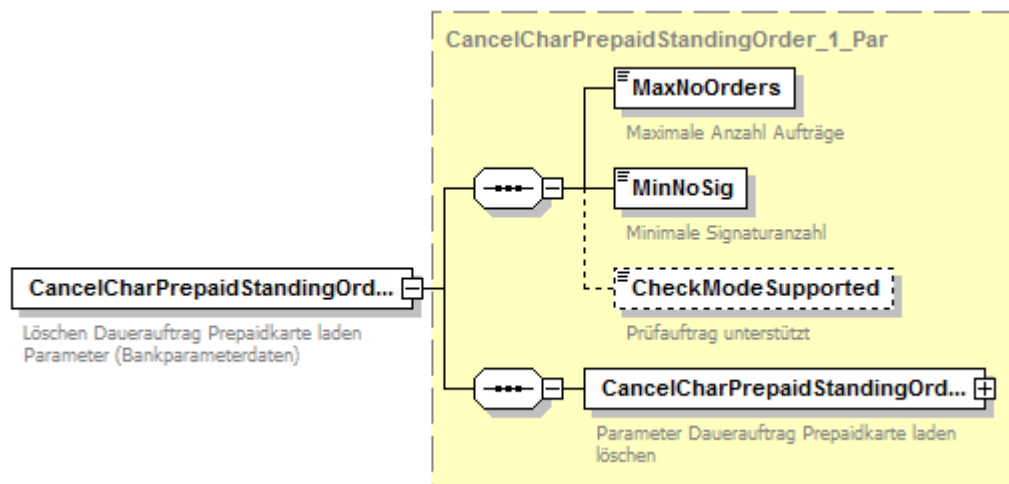 CancelCharPrepaidStandingOrder_1_Par
MaxNoOrders
Maximale Anzahl Aufträge
MinNoSig
Minimale Signaturanzahl
CheckModeSupported
Prüfauftrag unterstützt
CancelCharPrepaidStandingOrd...
Löschen Dauerauftrag Prepaidkarte laden
Parameter (Bankparameterdaten)
CancelCharPrepaidStandingOrd...
Parameter Dauerauftrag Prepaidkarte laden
löschen